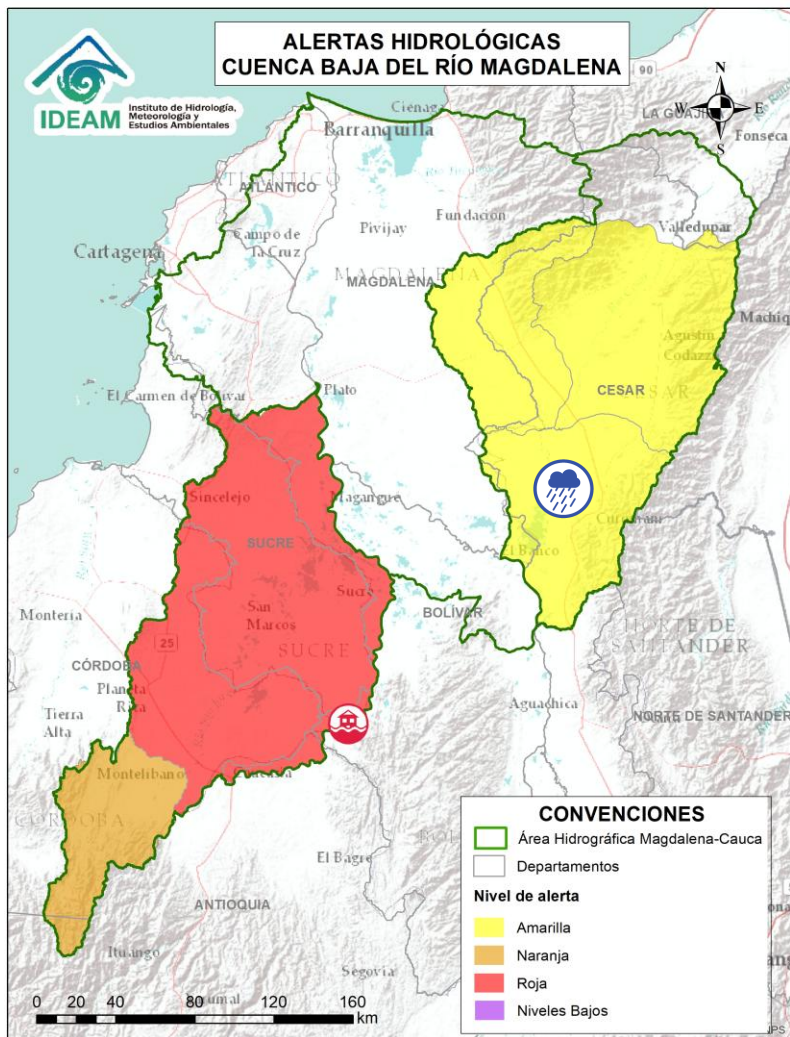 ALERTAS HIDROLÓGICAS
CUENCA BAJA DEL RÍO MAGDALENA
IDEAM
Instituto de Hidrología,
Meteorología y
Estudios Ambientales
N
W
E
S
90
Ciénaga
LA GUAJIRA
Barranquilla
Fonseca
ATLÁNTICO
Fundación
Campo de
la Cruz
Pivijay
Valledupar
Cartagena
MAGDALENA
MAGDALENA
Machiq
Agustín
Codazzi
CESAR
El Carmen de Bolívar
Plato
Sincelejo
Magangué
Curumaní
SUCRE
El Banco
Sucre
BOLÍVAR
San
Marcos
Montería
SUCRE
NORTE DE
SANTANDER
25
CÓRDOBA
Planeta
Rica
Aguachica
Tierra
Alta
NORTE DE SANTANDER
Montelíbano
Caucasia
CÓRDOBA
El Bagre
ANTIOQUIA
Ituango
Segovia
0 20 40 80 120 160
km
CONVENCIONES
Área Hidrográfica Magdalena-Cauca
Departamentos
Nivel de alerta
Amarilla
Naranja
Roja
Niveles Bajos